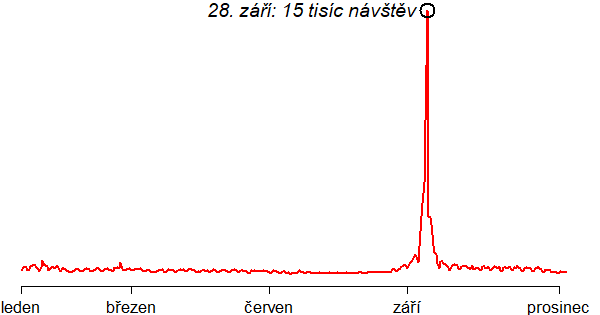 28. září: 15 tisíc návštěv
leden březen červen září prosinec